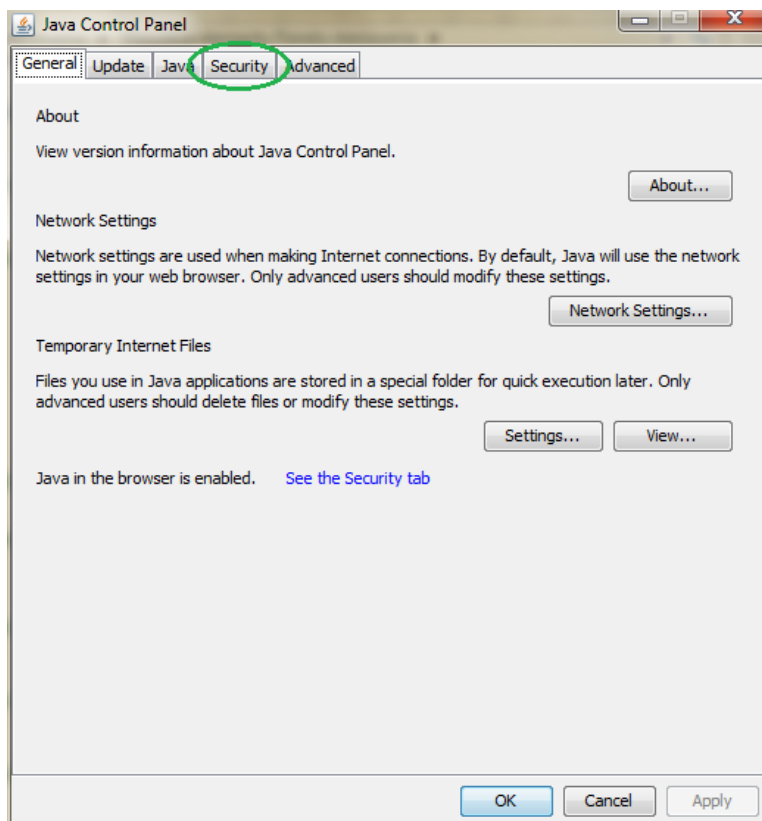 Java Control Panel
General Update Java Security Advanced
About
View version information about Java Control Panel.
About...
Network Settings
Network settings are used when making Internet connections. By default, Java will use the network
settings in your web browser. Only advanced users should modify these settings.
Network Settings...
Temporary Internet Files
Files you use in Java applications are stored in a special folder for quick execution later. Only
advanced users should delete files or modify these settings.
Settings... View...
Java in the browser is enabled. See the Security tab
OK Cancel Apply